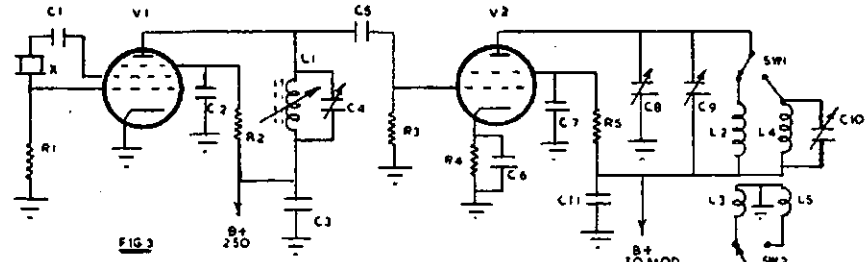 C1
V1
C5
V2
X
L1
C2
R2
C4
C8
C9
SW1
R1
R3
C7
R5
L2
L4
C10
R4
C6
C3
C11
L3
L5
FIG 3
B+
250
B+
TO MOD
SW2